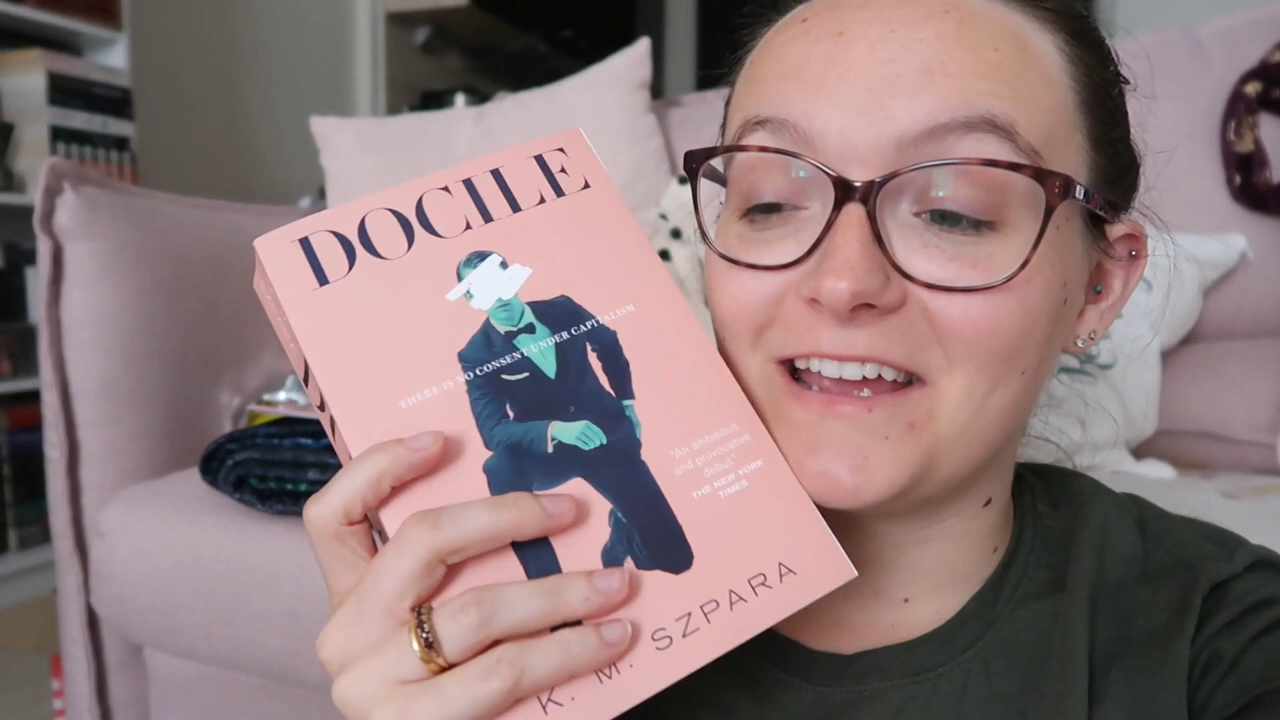 DOCILE
THERE IS NO CONSENT UNDER CAPITALISM
"An ambitious
and provocative
debut."
THE NEW YORK
TIMES
K. M. SZPARA